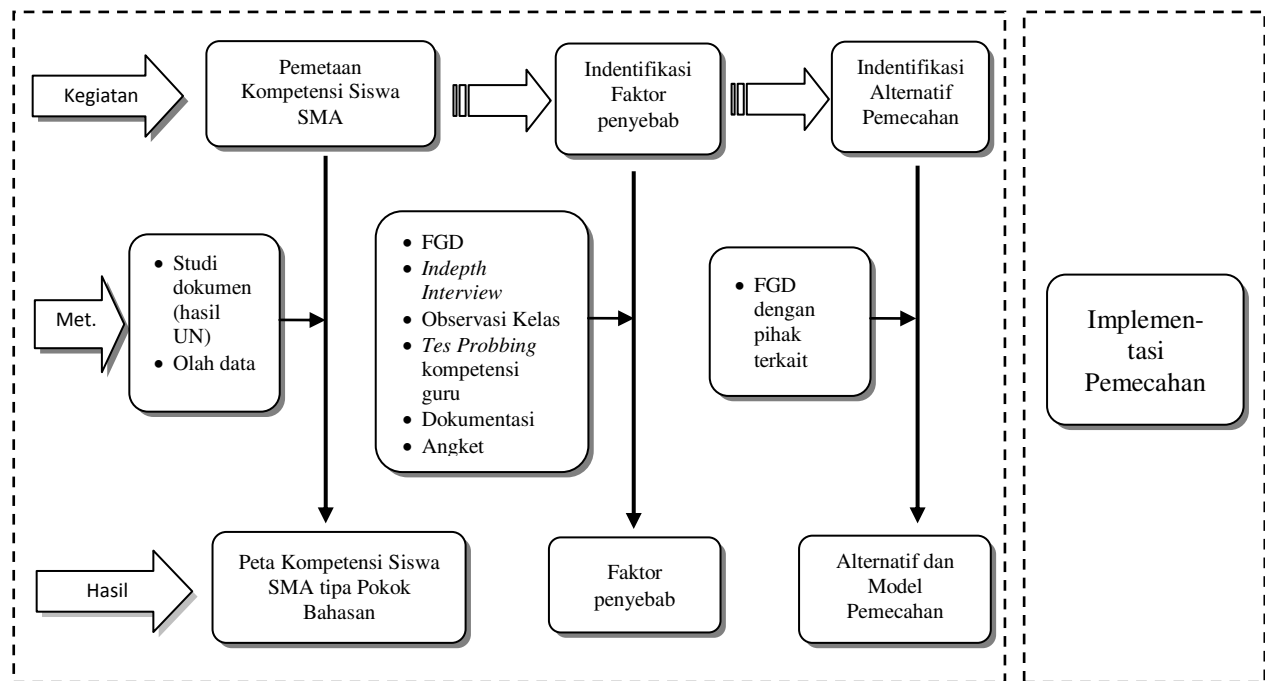 Kegiatan
Pemetaan
Kompetensi Siswa
SMA
Indentifikasi
Faktor
penyebab
Indentifikasi
Alternatif
Pemecahan
Met.
• Studi
dokumen
(hasil
UN)
• Olah data
• FGD
• Indepth
Interview
• Observasi Kelas
• Tes Probbing
kompetensi
guru
• Dokumentasi
• Angket
• FGD
dengan
pihak
terkait
Implemen-
tasi
Pemecahan
Hasil
Peta Kompetensi Siswa
SMA tipa Pokok
Bahasan
Faktor
penyebab
Alternatif dan
Model
Pemecahan